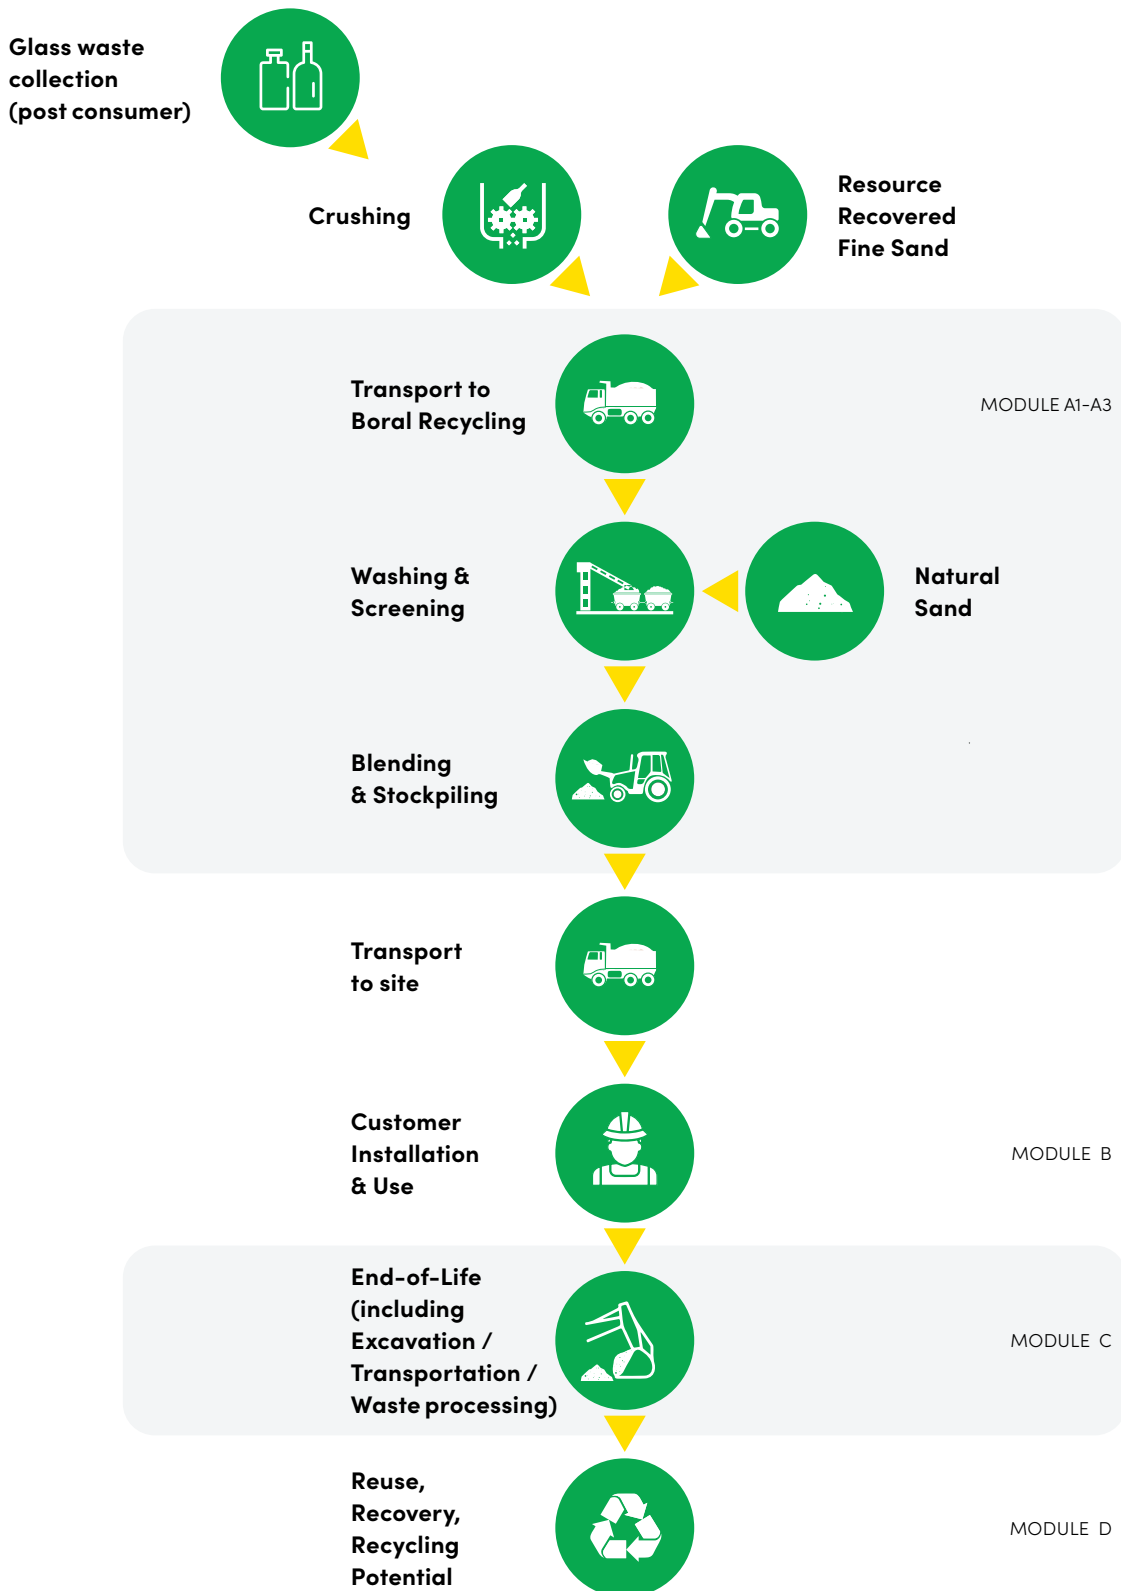 Glass waste
collection
(post consumer)
Crushing
Resource
Recovered
Fine Sand
Transport to
Boral Recycling
MODULE A1-A3
Washing &
Screening
Natural
Sand
Blending
& Stockpiling
Transport
to site
Customer
Installation
& Use
MODULE B
End-of-Life
(including
Excavation /
Transportation /
Waste processing)
MODULE C
Reuse,
Recovery,
Recycling
Potential
MODULE D